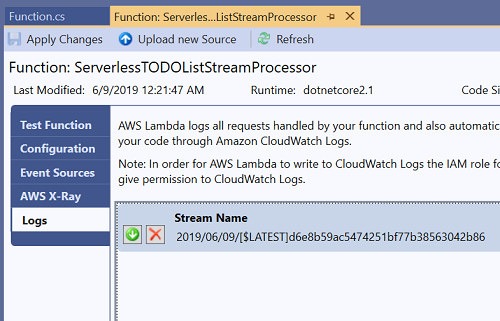 Function.cs
Function: Serverles...ListStreamProcessor
Apply Changes
Upload new Source
Refresh
Function: ServerlessTODOListStreamProcessor
Last Modified: 6/9/2019 12:21:47 AM
Runtime: dotnetcore2.1
Code Si
Test Function
Configuration
Event Sources
AWS X-Ray
Logs
AWS Lambda logs all requests handled by your function and also automatic
your code through Amazon CloudWatch Logs.
Note: In order for AWS Lambda to write to CloudWatch Logs the IAM role fo
give permission to CloudWatch Logs.
Stream Name
2019/06/09/[$LATEST]d6e8b59ac5474251bf77b38563042b86